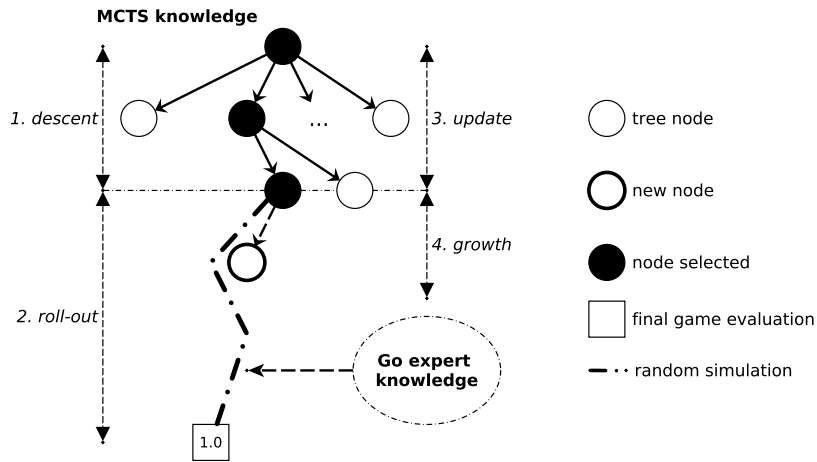 MCTS knowledge
1. descent
...
3. update
tree node
new node
4. growth
node selected
2. roll-out
final game evaluation
Go expert
knowledge
random simulation
1.0